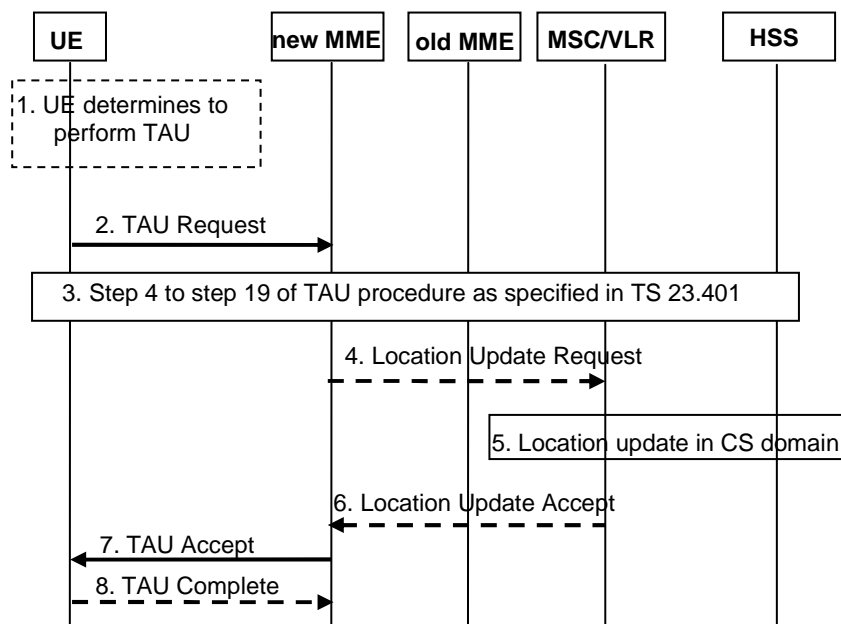 UE
new MME
old MME
MSC/VLR
HSS
1. UE determines to
perform TAU
2. TAU Request
3. Step 4 to step 19 of TAU procedure as specified in TS 23.401
4. Location Update Request
5. Location update in CS domain
6. Location Update Accept
7. TAU Accept
8. TAU Complete